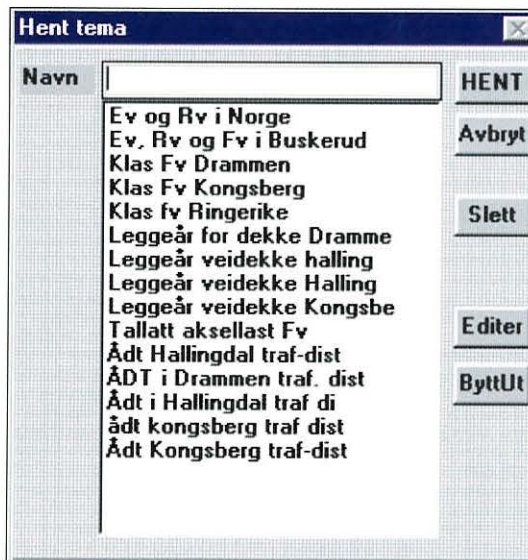 Hent tema
Navn
HENT
Ev og Rv i Norge
Ev, Rv og Fv i Buskerud
Avbryt
Klas Fv Drammen
Klas Fv Kongsberg
Klas fv Ringerike
Slett
Leggeår for dekke Dramme
Leggeår veidekke halling
Leggeår veidekke Halling
Leggeår veidekke Kongsbe
Tallatt aksellast Fv
Editer
Ådt Hallingdal traf-dist
ÅDT i Drammen traf. dist
ByttUt
Ådt i Hallingdal traf di
ådt kongsberg traf dist
Ådt Kongsberg traf-dist